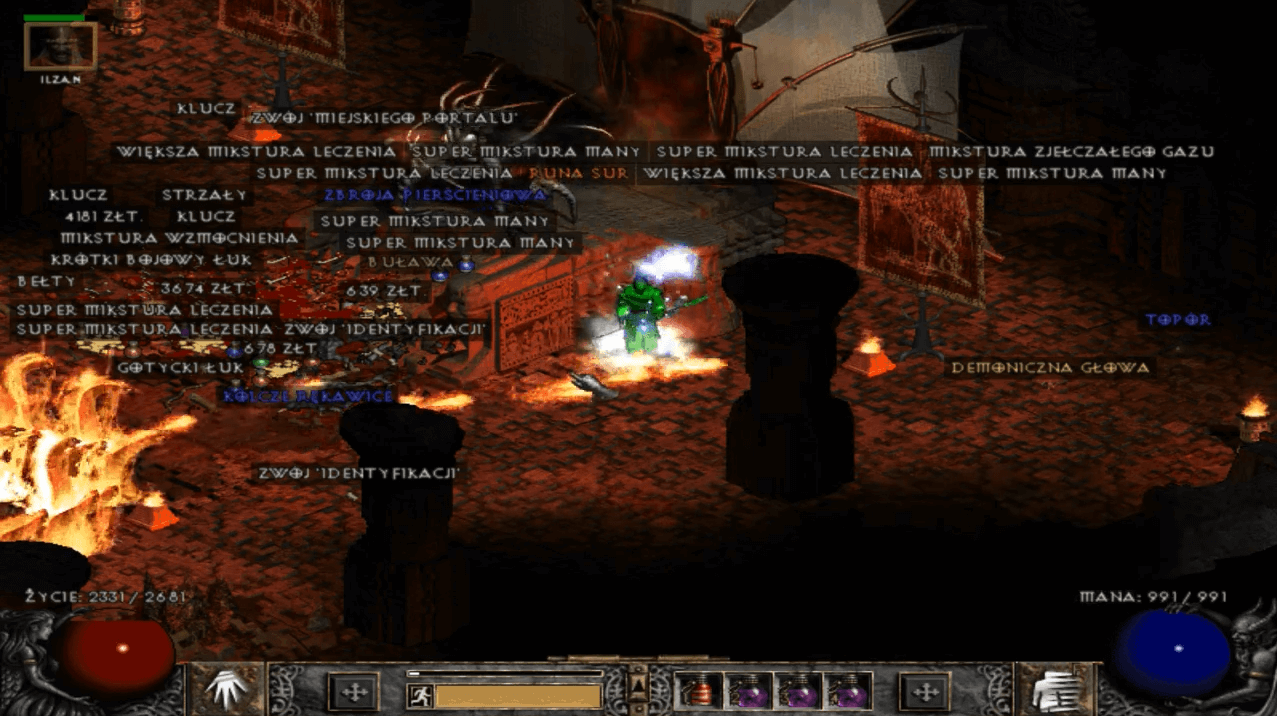 ILZAN
KLUCZ
ZWÓJ 'MIEJSKIEGO PORTALU'
WIĘKSZA MIKSTURA LECZENIA SUPER MIKSTURA MANY SUPER MIKSTURA LECZENIA MIKSTURA ZJEŁCZAŁEGO GAZU
SUPER MIKSTURA LECZENIA RUNA SUR WIĘKSZA MIKSTURA LECZENIA SUPER MIKSTURA MANY
KLUCZ STRZAŁY ZBROJA PIERŚCIENIOWA
4181 ZŁT. KLUCZ SUPER MIKSTURA MANY
MIKSTURA WZMOCNIENIA SUPER MIKSTURA MANY
KRÓTKI BOJOWY ŁUK BUŁAWA
BEŁTY 3674 ZŁT. 639 ZŁT.
SUPER MIKSTURA LECZENIA
TOPÓR
SUPER MIKSTURA LECZENIA ZWÓJ 'IDENTYFIKACJI'
678 ZŁT.
GOTYCKI ŁUK DEMONICZNA GŁOWA
KOLCZE RĘKAWICE
ZWÓJ 'IDENTYFIKACJI'
ŻYCIE: 2331 / 2681 MANA: 991 / 991